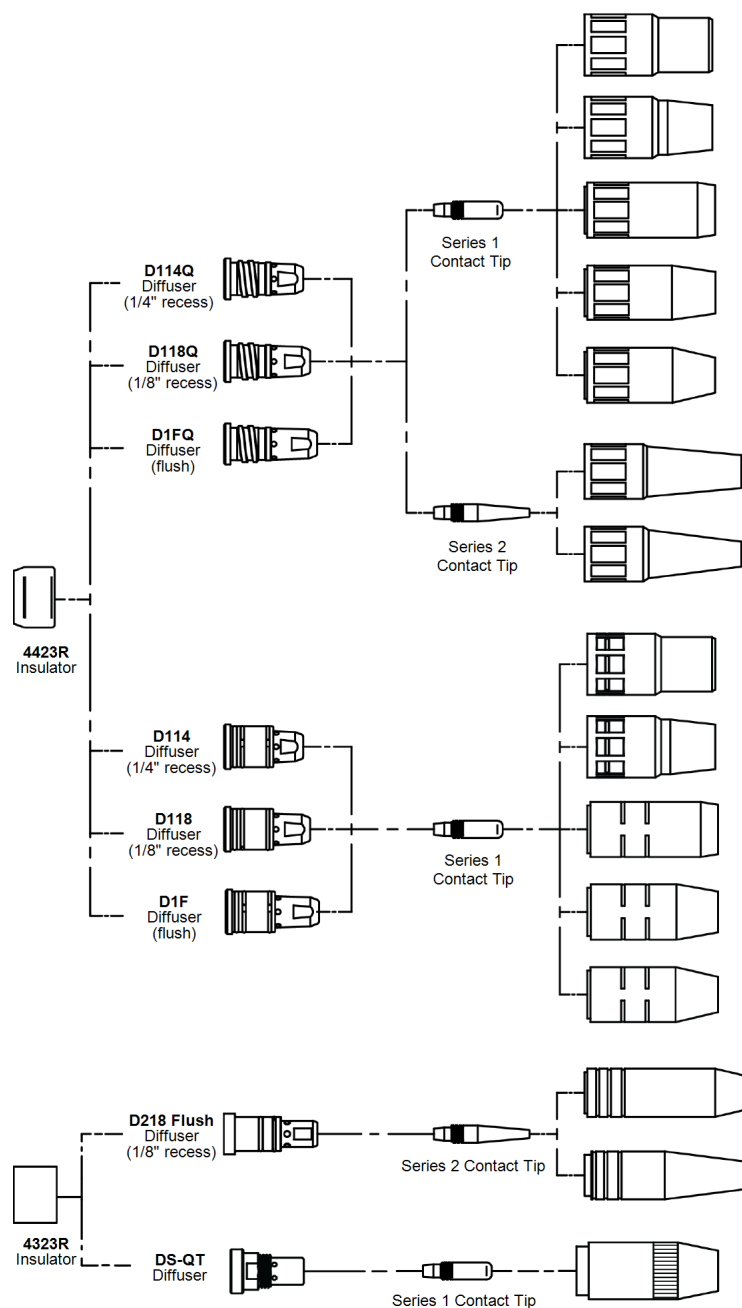 Series 1
Contact Tip
D114Q
Diffuser
(1/4" recess)
D118Q
Diffuser
(1/8" recess)
D1FQ
Diffuser
(flush)
Series 2
Contact Tip
4423R
Insulator
D114
Diffuser
(1/4" recess)
D118
Diffuser
(1/8" recess)
Series 1
Contact Tip
D1F
Diffuser
(flush)
D218 Flush
Diffuser
(1/8" recess)
Series 2 Contact Tip
4323R
Insulator
DS-QT
Diffuser
Series 1 Contact Tip